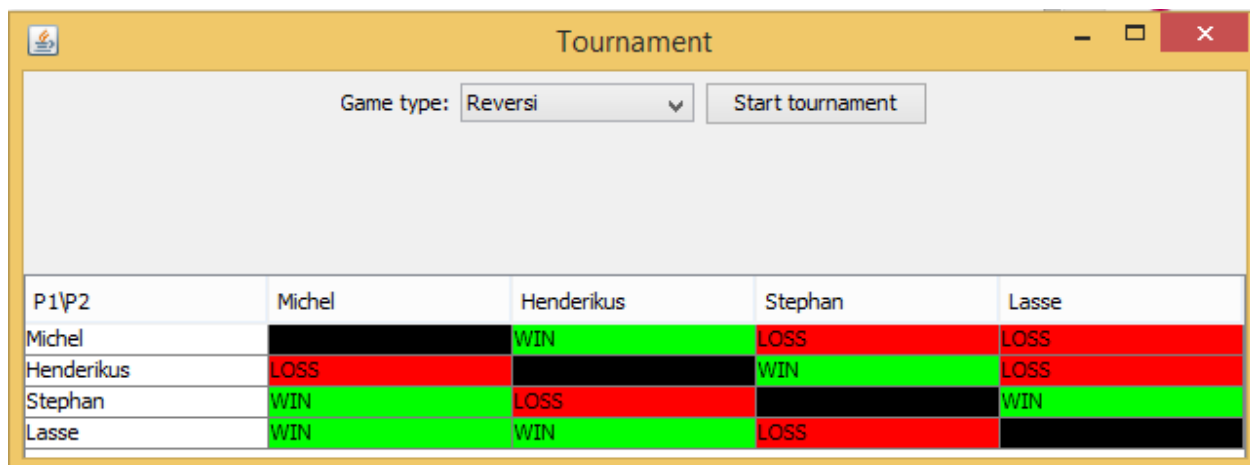 Tournament
Game type: Reversi Start tournament
P1\P2 Michel Henderikus Stephan Lasse
Michel WIN LOSS LOSS
Henderikus LOSS WIN LOSS
Stephan WIN LOSS WIN
Lasse WIN WIN LOSS